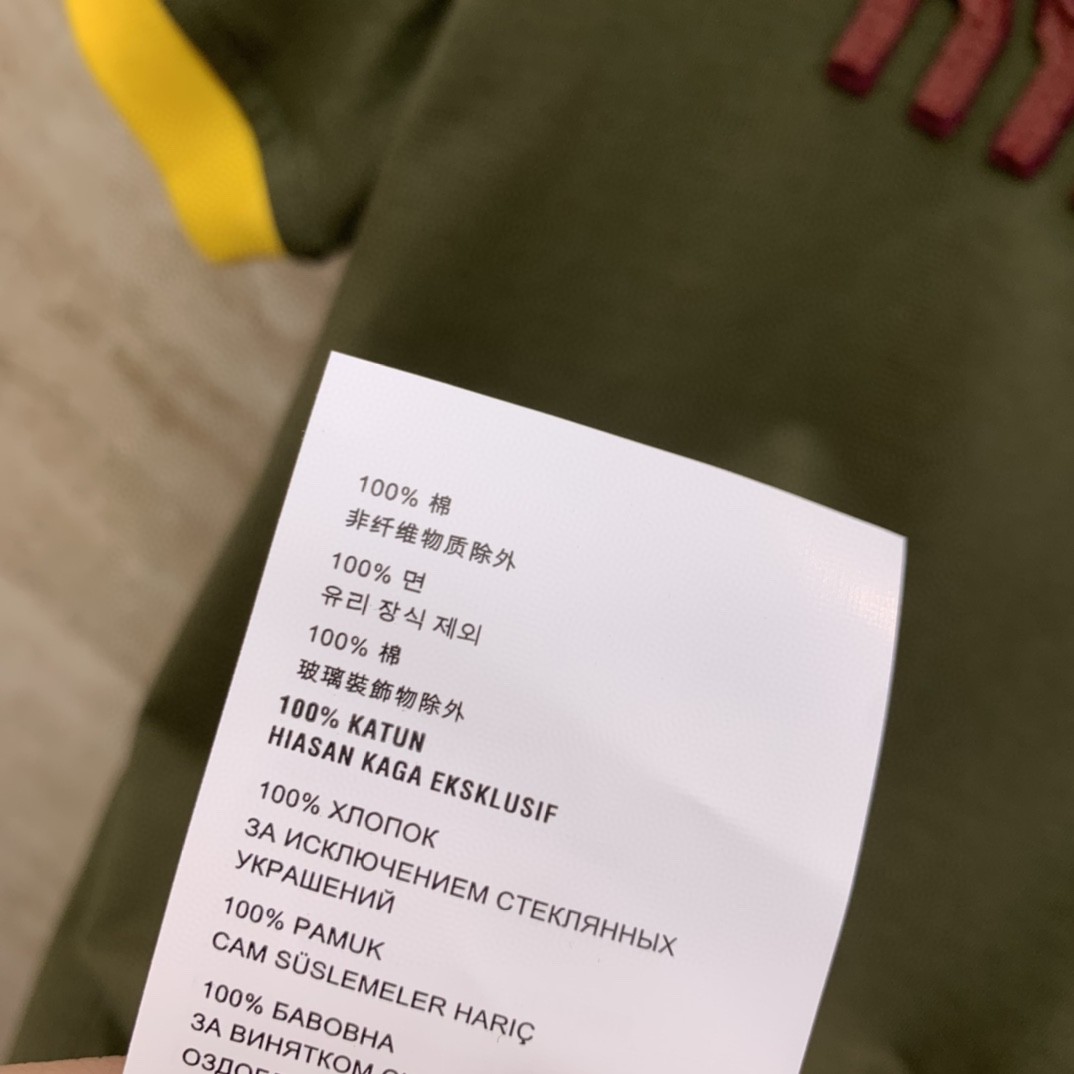 100% 棉
非纤维物质除外
100% 면
유리 장식 제외
100% 棉
玻璃裝飾物除外
100% KATUN
HIASAN KAGA EKSKLUSIF
100% ХЛОПОК
ЗА ИСКЛЮЧЕНИЕМ СТЕКЛЯННЫХ
УКРАШЕНИЙ
100% PAMUK
CAM SÜSLEMELER HARIÇ
100% БАВОВНА
ЗА ВИНЯТКОМ